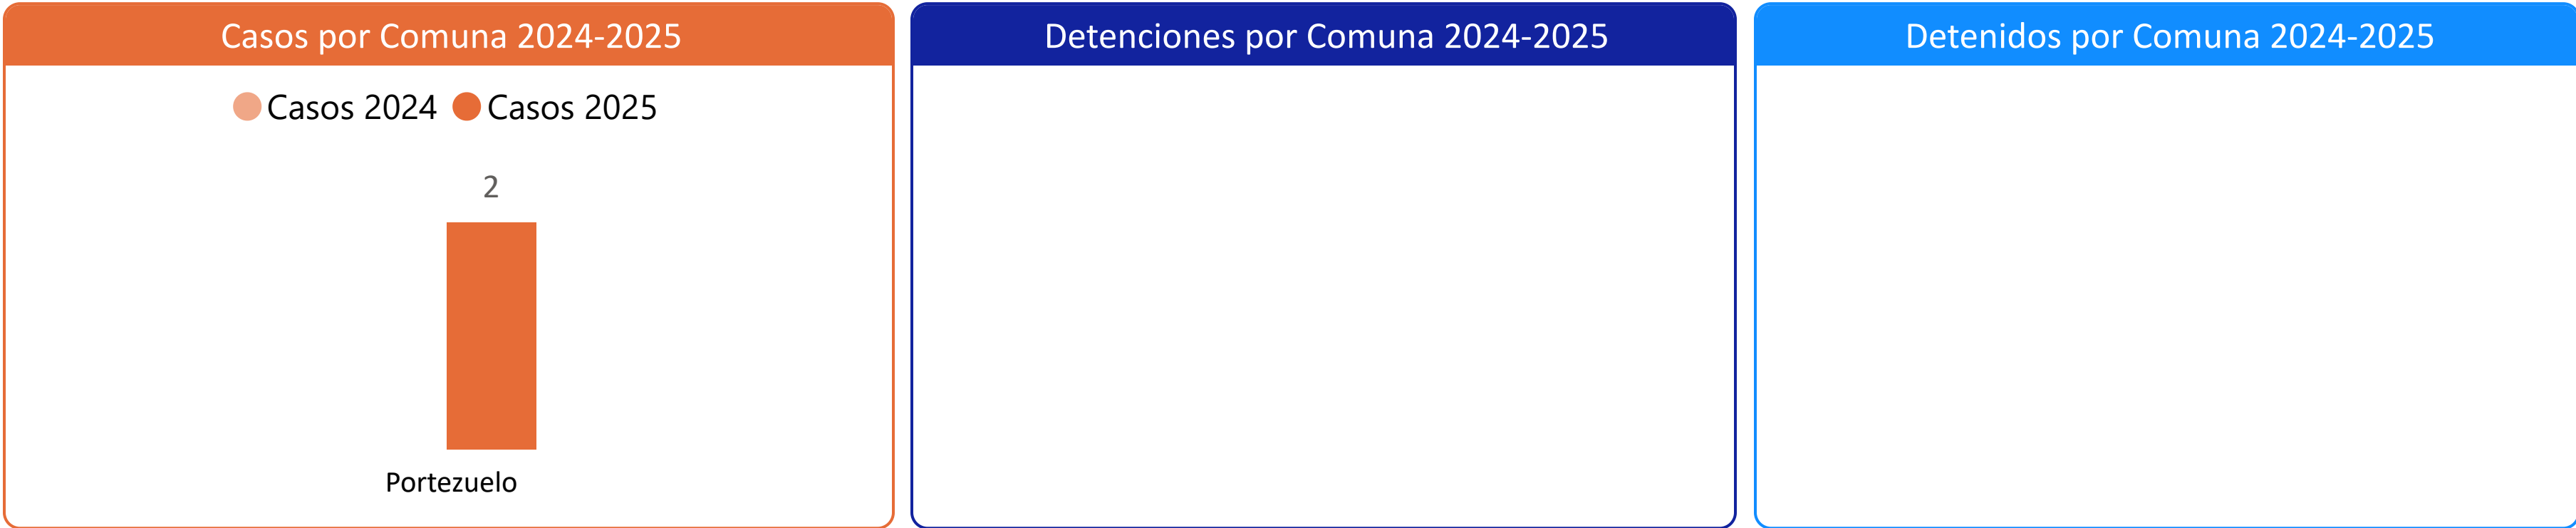 Casos por Comuna 2024-2025
Casos 2024 Casos 2025
2
Portezuelo
Detenciones por Comuna 2024-2025
Detenidos por Comuna 2024-2025